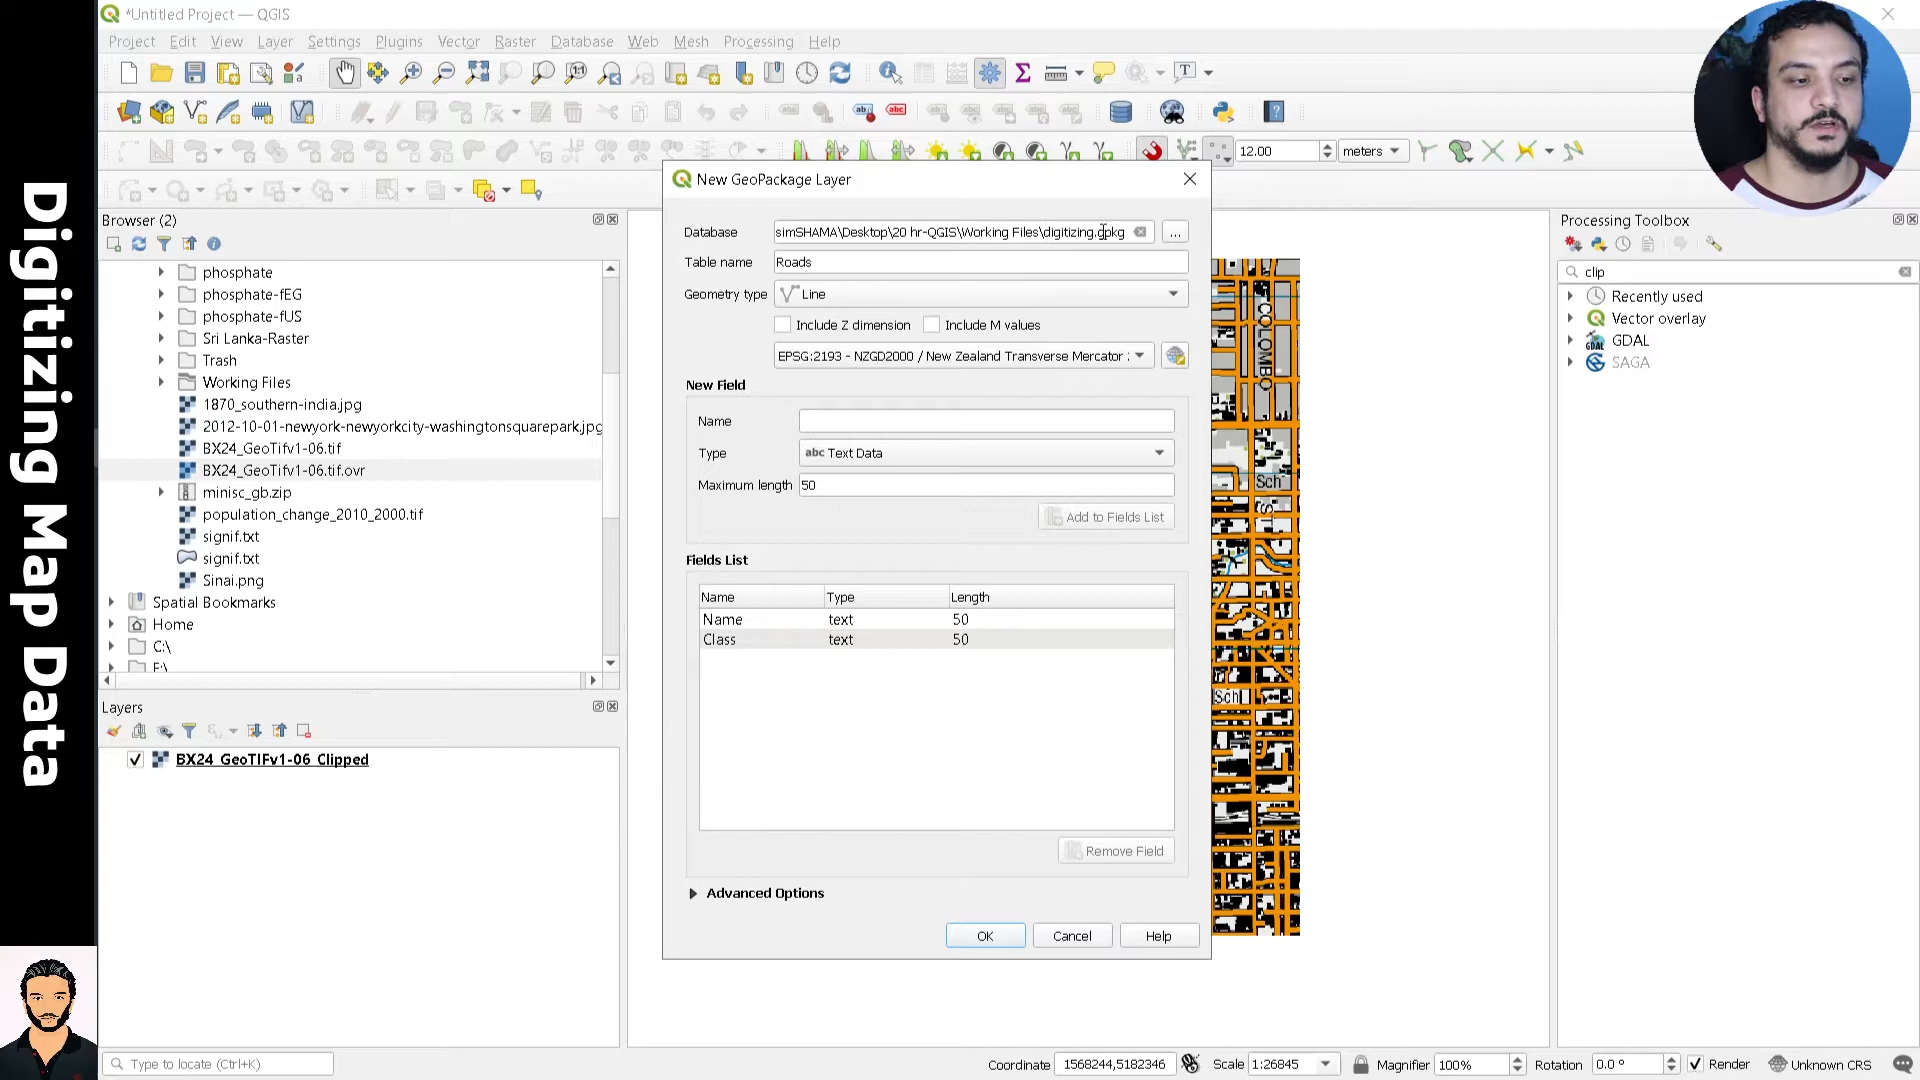 *Untitled Project — QGIS
Project Edit View Layer Settings Plugins Vector Raster Database Web Mesh Processing Help
12.00 meters
Digitizing Map Data
Browser (2)
phosphate
phosphate-fEG
phosphate-fUS
Sri Lanka-Raster
Trash
Working Files
1870_southern-india.jpg
2012-10-01-newyork-newyorkcity-washingtonsquarepark.jpg
BX24_GeoTifv1-06.tif
BX24_GeoTifv1-06.tif.ovr
minisc_gb.zip
population_change_2010_2000.tif
signif.txt
signif.txt
Sinai.png
Spatial Bookmarks
Home
C:\
Layers
BX24_GeoTIFv1-06_Clipped
New GeoPackage Layer
Database simSHAMA\Desktop\20 hr-QGIS\Working Files\digitizing.gpkg ...
Table name Roads
Geometry type Line
Include Z dimension Include M values
EPSG:2193 - NZGD2000 / New Zealand Transverse Mercator
New Field
Name
Type abc Text Data
Maximum length 50
Add to Fields List
Fields List
Name Type Length
Name text 50
Class text 50
Remove Field
Advanced Options
OK Cancel Help
COLOMBO
Sch
ST
Sch
Processing Toolbox
clip
Recently used
Vector overlay
GDAL
SAGA
Type to locate (Ctrl+K)
Coordinate 1568244,5182346 Scale 1:26845 Magnifier 100% Rotation 0.0 ° Render Unknown CRS